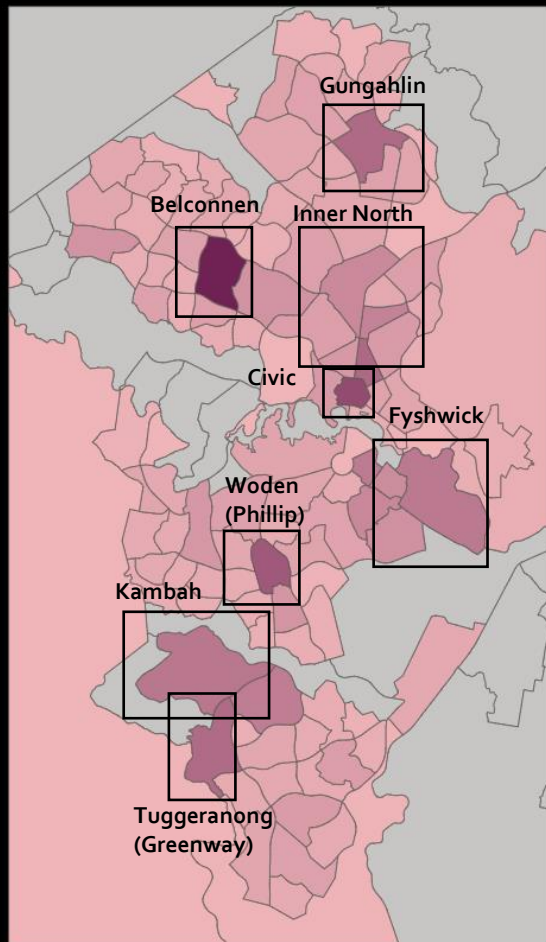 Gungahlin
Belconnen
Inner North
Civic
Fyshwick
Woden
(Phillip)
Kambah
Tuggeranong
(Greenway)